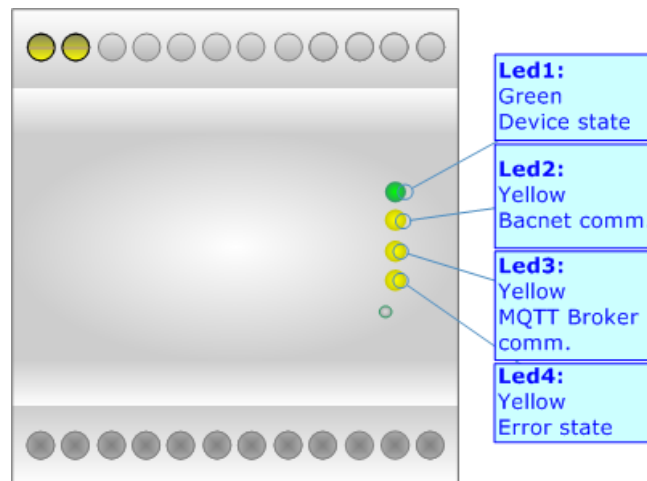 Led1:
Green
Device state
Led2:
Yellow
Bacnet comm
Led3:
Yellow
MQTT Broker
comm.
Led4:
Yellow
Error state